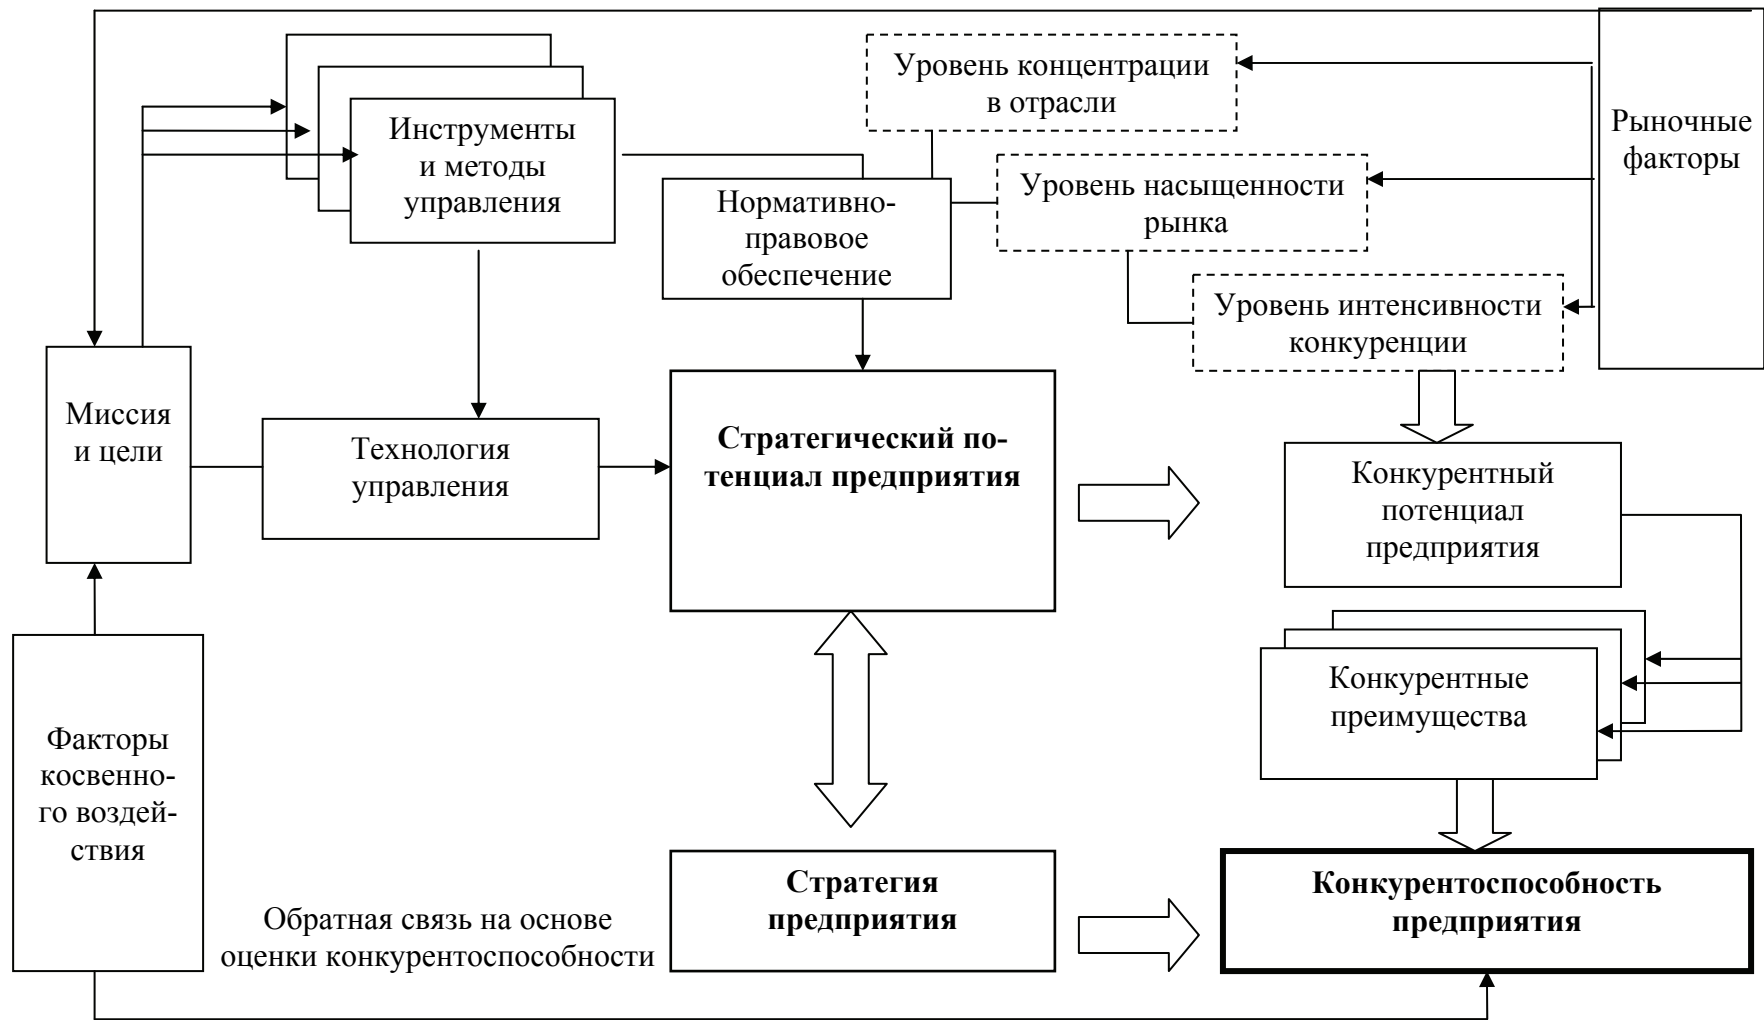 Уровень концентрации
в отрасли
Рыночные
факторы
Инструменты
и методы
управления
Нормативно-
правовое
обеспечение
Уровень насыщенности
рынка
Уровень интенсивности
конкуренции
Миссия
и цели
Технология
управления
Стратегический по-
тенциал предприятия
Конкурентный
потенциал
предприятия
Конкурентные
преимущества
Факторы
косвенно-
го воздей-
ствия
Обратная связь на основе
оценки конкурентоспособности
Стратегия
предприятия
Конкурентоспособность
предприятия